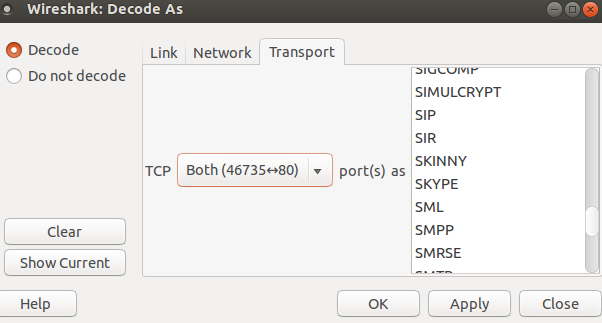 Wireshark: Decode As
Decode
Do not decode
Clear
Show Current
Link Network Transport
TCP Both (46735↔80) port(s) as
SIGCOMP
SIMULCRYPT
SIP
SIR
SKINNY
SKYPE
SML
SMPP
SMRSE
SMTP
Help OK Apply Close